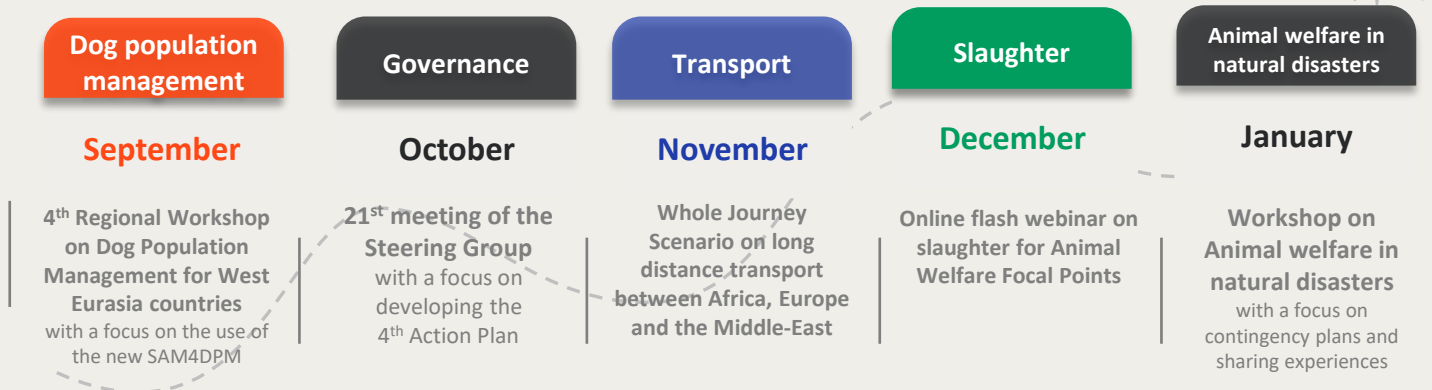 Dog population
management
September
4th Regional Workshop
on Dog Population
Management for West
Eurasia countries
with a focus on the use of
the new SAM4DPM
Governance
October
21st meeting of the
Steering Group
with a focus on
developing the
4th Action Plan
Transport
November
Whole Journey
Scenario on long
distance transport
between Africa, Europe
and the Middle-East
Slaughter
December
Online flash webinar on
slaughter for Animal
Welfare Focal Points
Animal welfare in
natural disasters
January
Workshop on
Animal welfare in
natural disasters
with a focus on
contingency plans and
sharing experiences